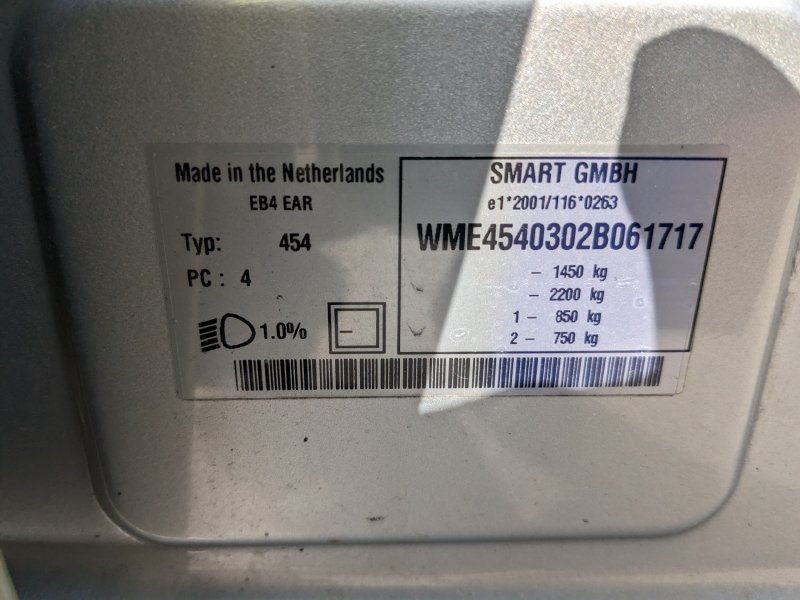 Made in the Netherlands
EB4 EAR
Typ: 454
PC : 4
1.0%
SMART GMBH
e1*2001/116*0263
WME4540302B061717
– 1450 kg
– 2200 kg
1 – 850 kg
2 – 750 kg